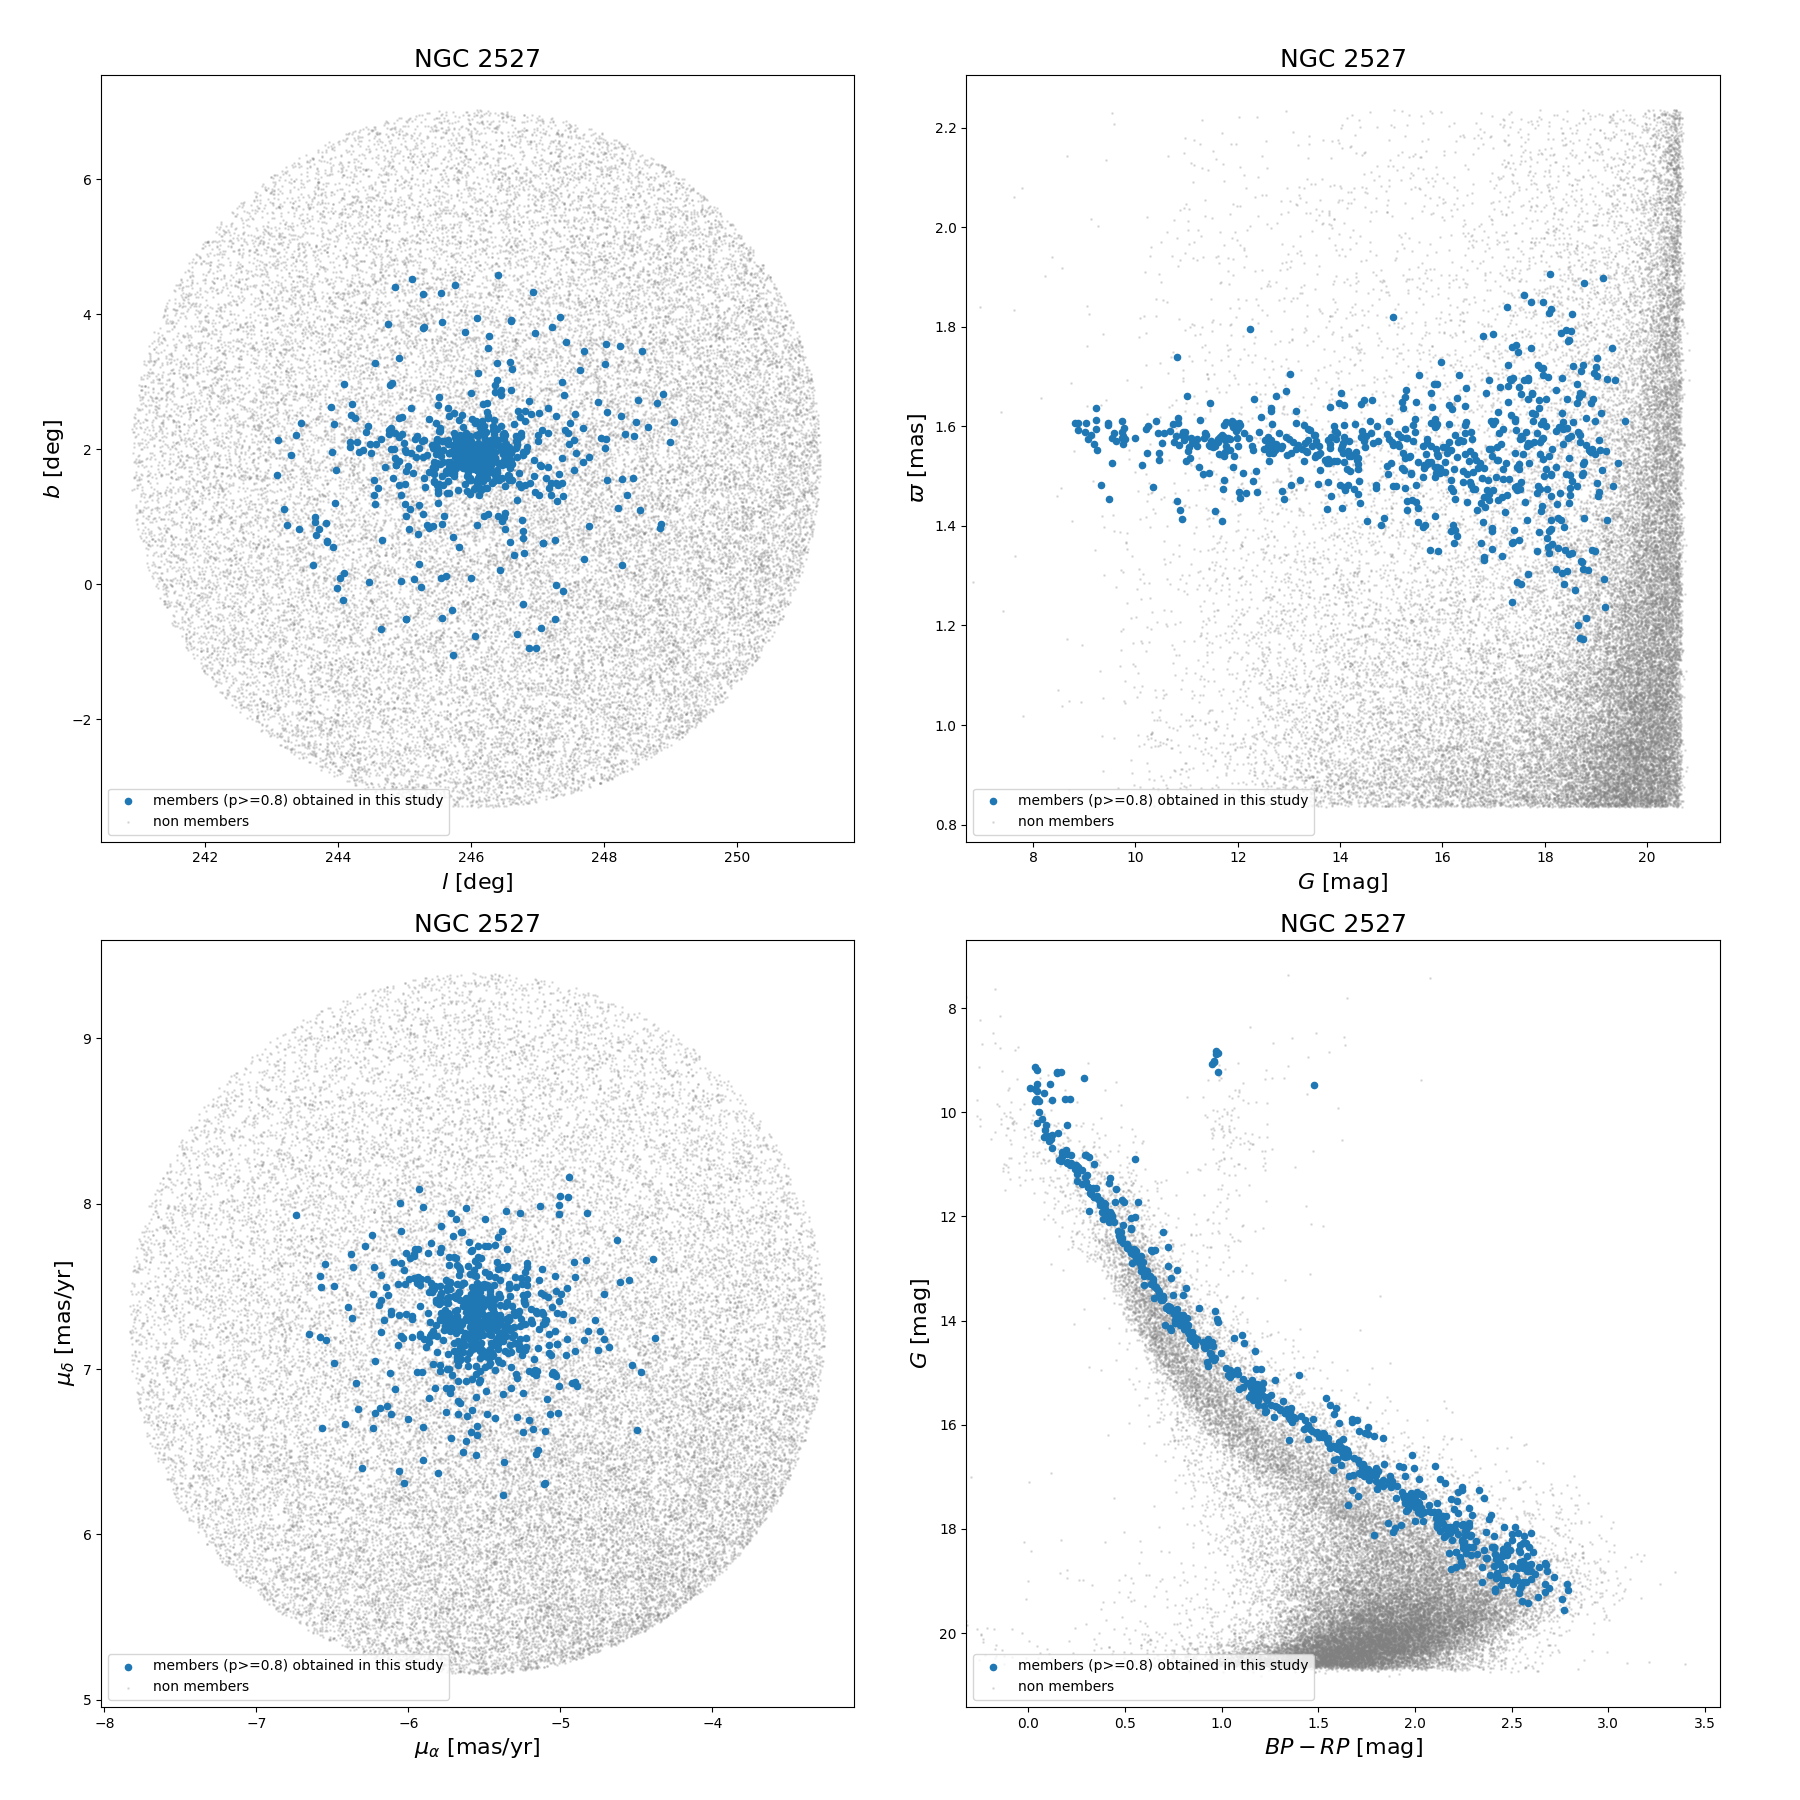 NGC 2527
b [deg]
6
4
2
0
−2
members (p>=0.8) obtained in this study
non members
242 244 246 248 250
l [deg]
NGC 2527
ϖ [mas]
2.2
2.0
1.8
1.6
1.4
1.2
1.0
0.8
members (p>=0.8) obtained in this study
non members
8 10 12 14 16 18 20
G [mag]
NGC 2527
μδ [mas/yr]
9
8
7
6
5
members (p>=0.8) obtained in this study
non members
−8 −7 −6 −5 −4
μα [mas/yr]
NGC 2527
G [mag]
8
10
12
14
16
18
20
members (p>=0.8) obtained in this study
non members
0.0 0.5 1.0 1.5 2.0 2.5 3.0 3.5
BP − RP [mag]